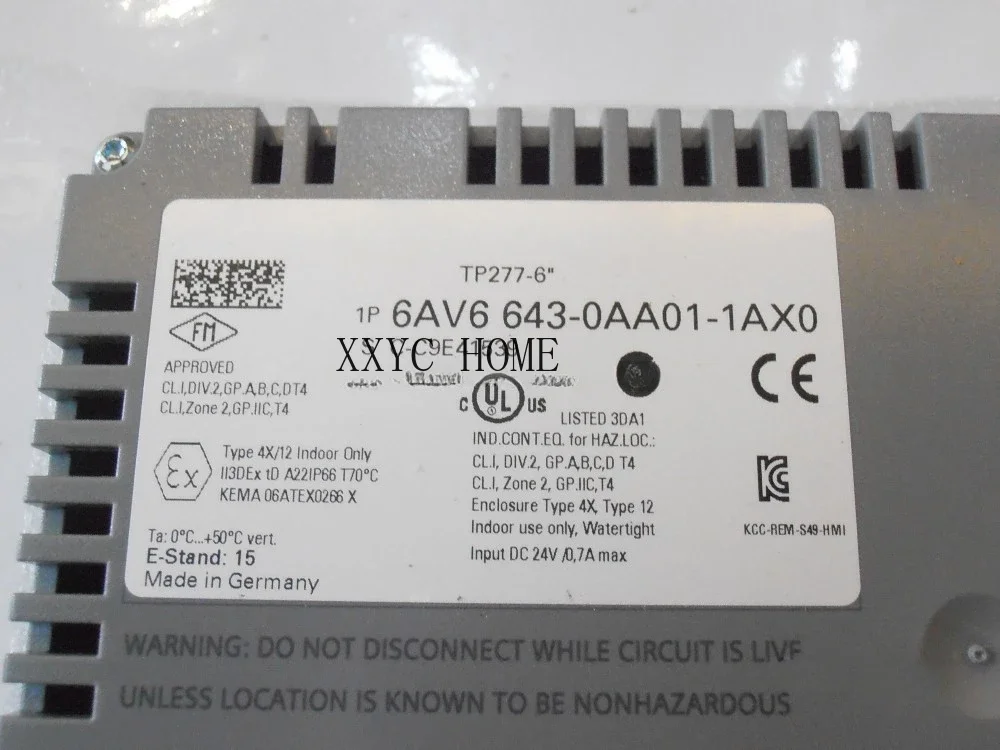 TP277-6"
1P 6AV6 643-0AA01-1AX0
XXYC HOME
FM
APPROVED
CL.I,DIV.2,GP.A,B,C,DT4
CL.I,Zone 2,GP.IIC,T4
C UL US
LISTED 3DA1
IND.CONT.EQ. for HAZ.LOC.:
CL.I, DIV.2, GP.A,B,C,D T4
CL.I, Zone 2, GP.IIC,T4
Enclosure Type 4X, Type 12
Indoor use only, Watertight
Input DC 24V /0,7A max
CE
Ex
Type 4X/12 Indoor Only
II3DEx tD A22IP66 T70°C
KEMA 06ATEX0266 X
KCC-REM-S49-HMI
Ta: 0°C...+50°C vert.
E-Stand: 15
Made in Germany
WARNING: DO NOT DISCONNECT WHILE CIRCUIT IS LIVE
UNLESS LOCATION IS KNOWN TO BE NONHAZARDOUS